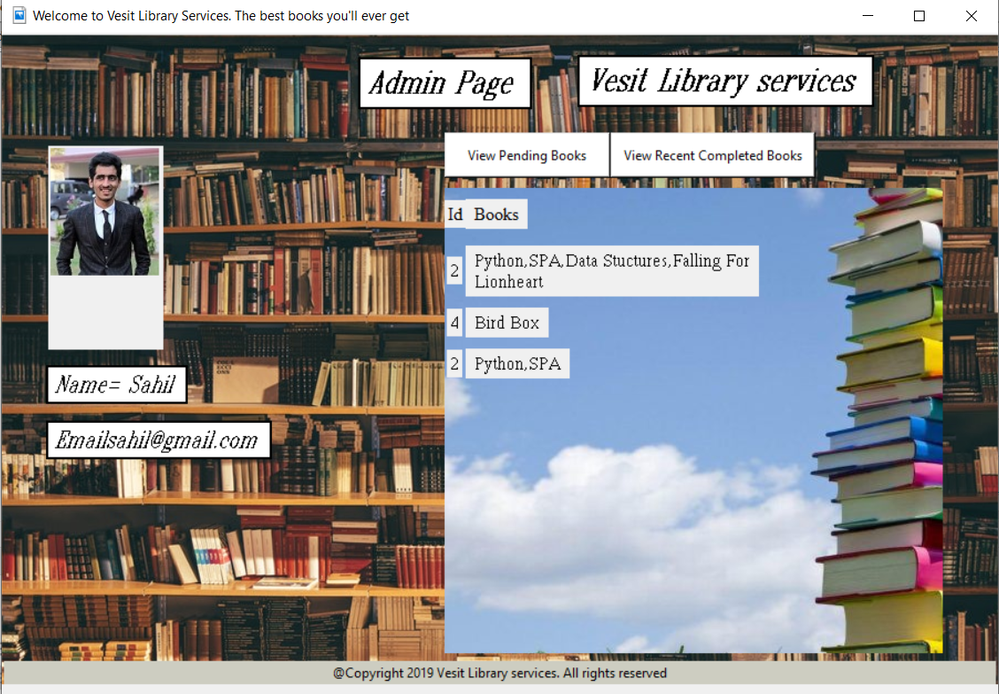 Welcome to Vesit Library Services. The best books you'll ever get
Admin Page
Vesit Library services
View Pending Books
View Recent Completed Books
Id Books
2 Python,SPA,Data Stuctures,Falling For
Lionheart
4 Bird Box
2 Python,SPA
Name= Sahil
Emailsahil@gmail.com
@Copyright 2019 Vesit Library services. All rights reserved